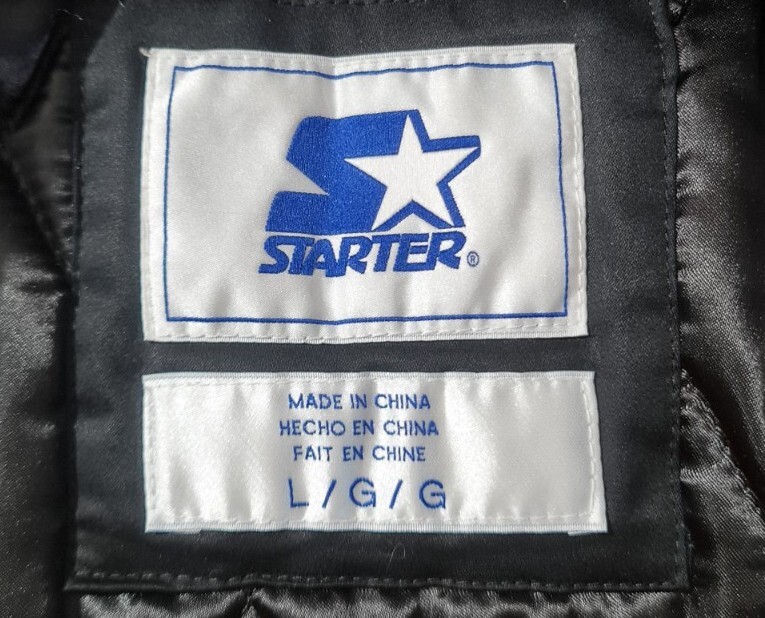 STARTER®
MADE IN CHINA
HECHO EN CHINA
FAIT EN CHINE
L/G/G